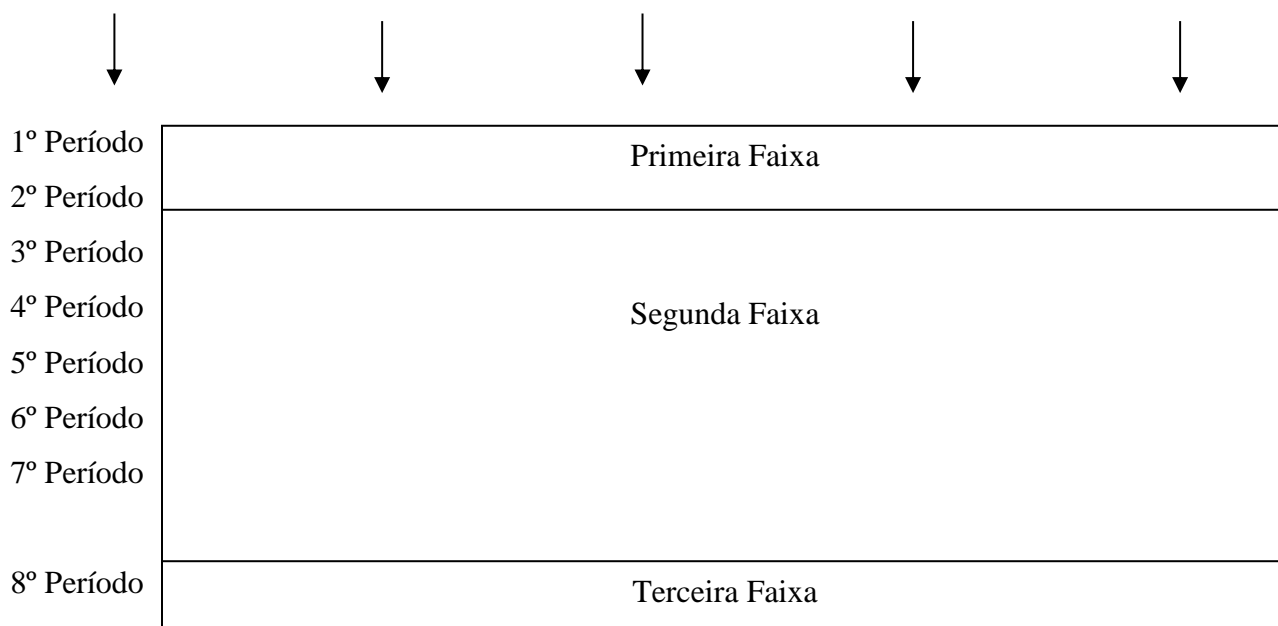 1º Período
Primeira Faixa
2º Período
3º Período
4º Período
Segunda Faixa
5º Período
6º Período
7º Período
8º Período
Terceira Faixa